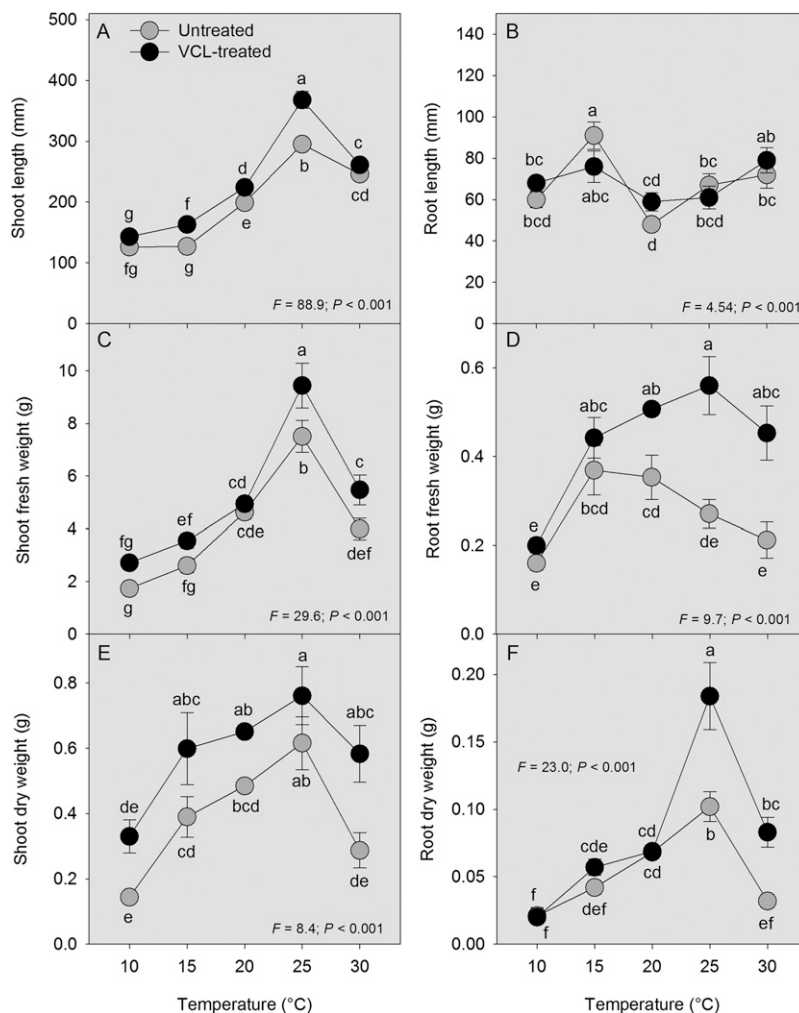 A
Untreated
VCL-treated
Shoot length (mm)
500
400
300
200
100
0
g
f
d
a
c
fg
g
e
b
cd
F = 88.9; P < 0.001
B
Root length (mm)
140
120
100
80
60
40
20
0
bc
a
cd
bc
ab
bcd
abc
d
bcd
bc
F = 4.54; P < 0.001
C
Shoot fresh weight (g)
10
8
6
4
2
0
fg
ef
cd
a
c
g
fg
cde
b
def
F = 29.6; P < 0.001
D
Root fresh weight (g)
0.6
0.4
0.2
0.0
e
abc
ab
a
abc
e
bcd
cd
de
e
F = 9.7; P < 0.001
E
Shoot dry weight (g)
0.8
0.6
0.4
0.2
0.0
de
abc
ab
a
abc
e
cd
bcd
ab
de
F = 8.4; P < 0.001
10 15 20 25 30
Temperature (°C)
F
Root dry weight (g)
0.20
0.15
0.10
0.05
0.00
F = 23.0; P < 0.001
f
cde
cd
a
bc
f
def
cd
b
ef
10 15 20 25 30
Temperature (°C)